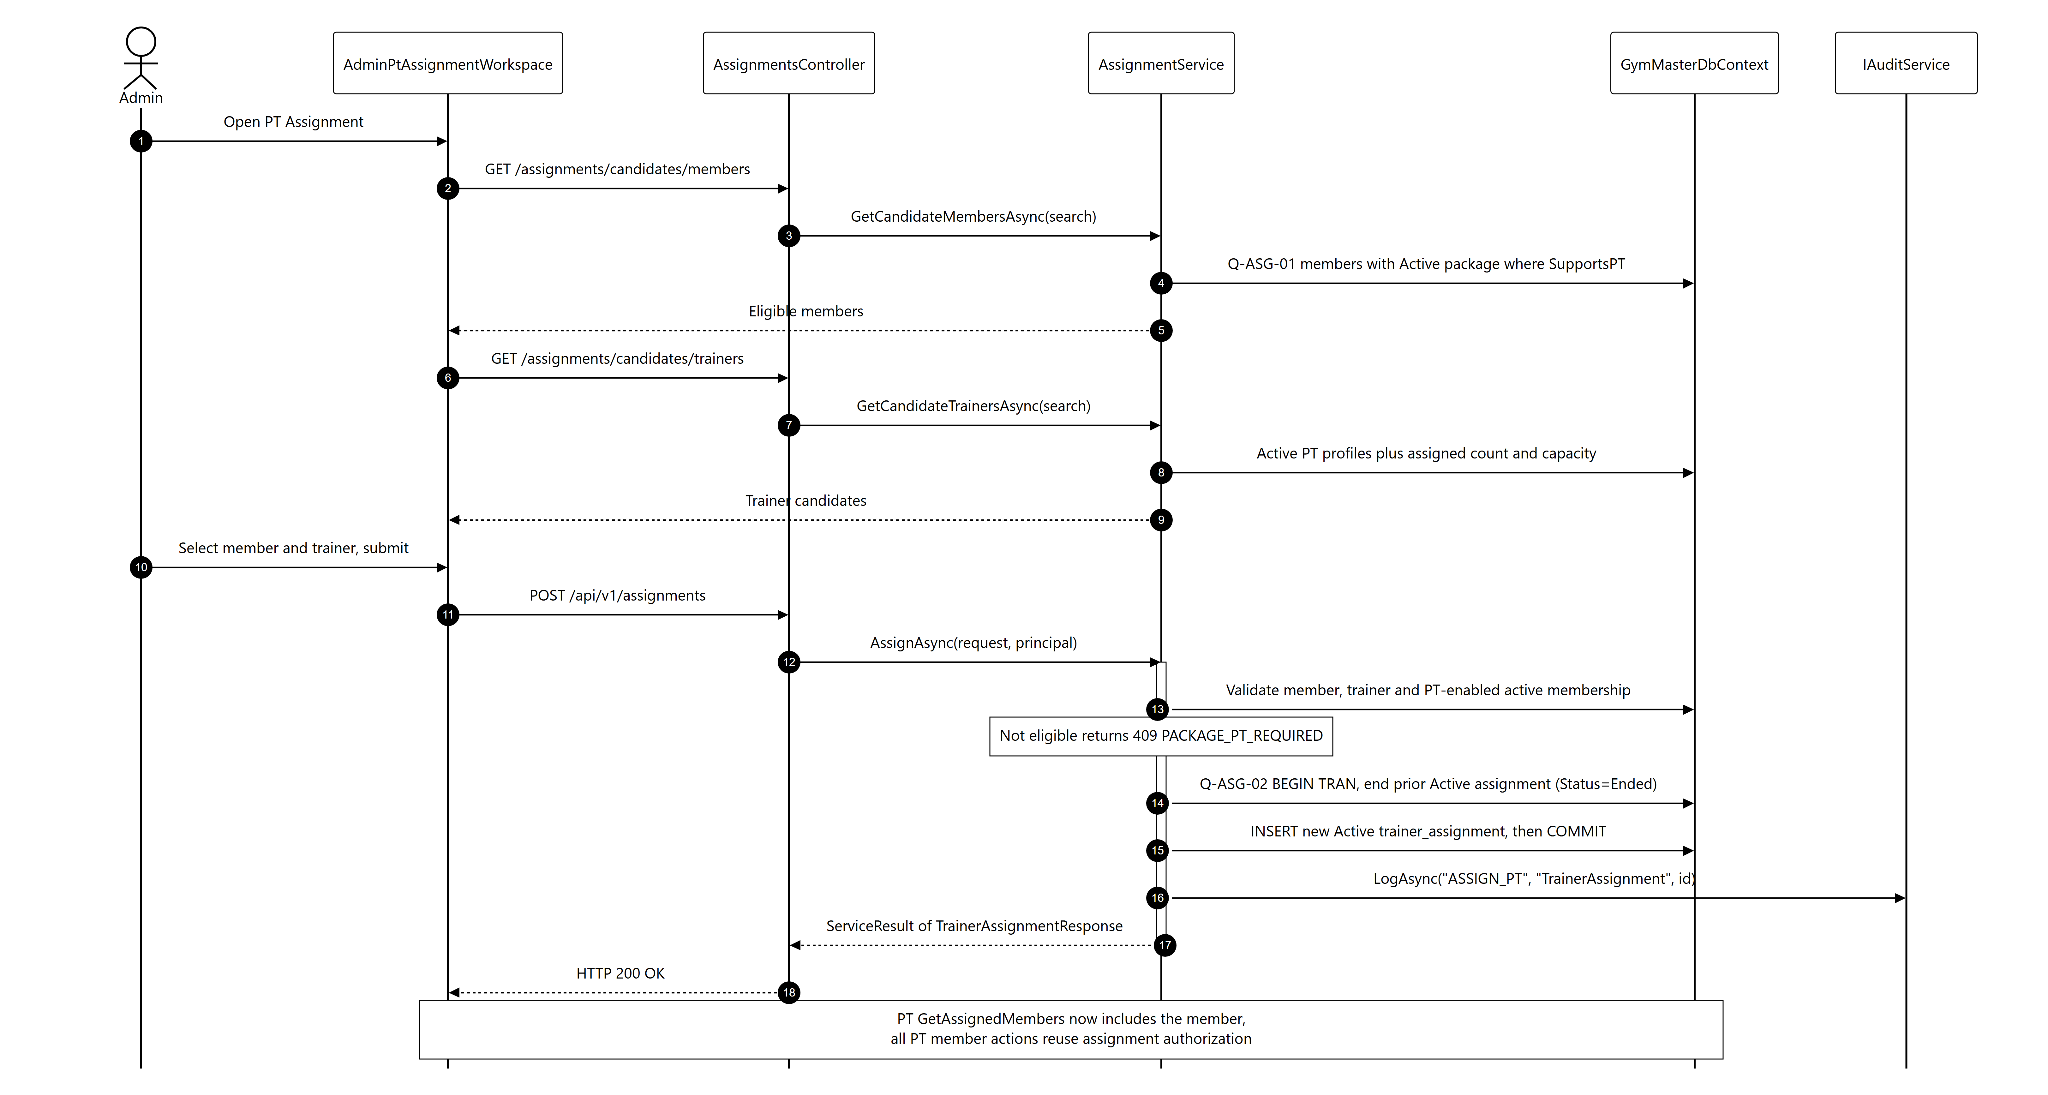 Admin
AdminPtAssignmentWorkspace
AssignmentsController
AssignmentService
GymMasterDbContext
IAuditService
Open PT Assignment
1
GET /assignments/candidates/members
2
GetCandidateMembersAsync(search)
3
Q-ASG-01 members with Active package where SupportsPT
4
Eligible members
5
GET /assignments/candidates/trainers
6
GetCandidateTrainersAsync(search)
7
Active PT profiles plus assigned count and capacity
8
Trainer candidates
9
Select member and trainer, submit
10
POST /api/v1/assignments
11
AssignAsync(request, principal)
12
Validate member, trainer and PT-enabled active membership
13
Not eligible returns 409 PACKAGE_PT_REQUIRED
Q-ASG-02 BEGIN TRAN, end prior Active assignment (Status=Ended)
14
INSERT new Active trainer_assignment, then COMMIT
15
LogAsync("ASSIGN_PT", "TrainerAssignment", id)
16
ServiceResult of TrainerAssignmentResponse
17
HTTP 200 OK
18
PT GetAssignedMembers now includes the member,
all PT member actions reuse assignment authorization